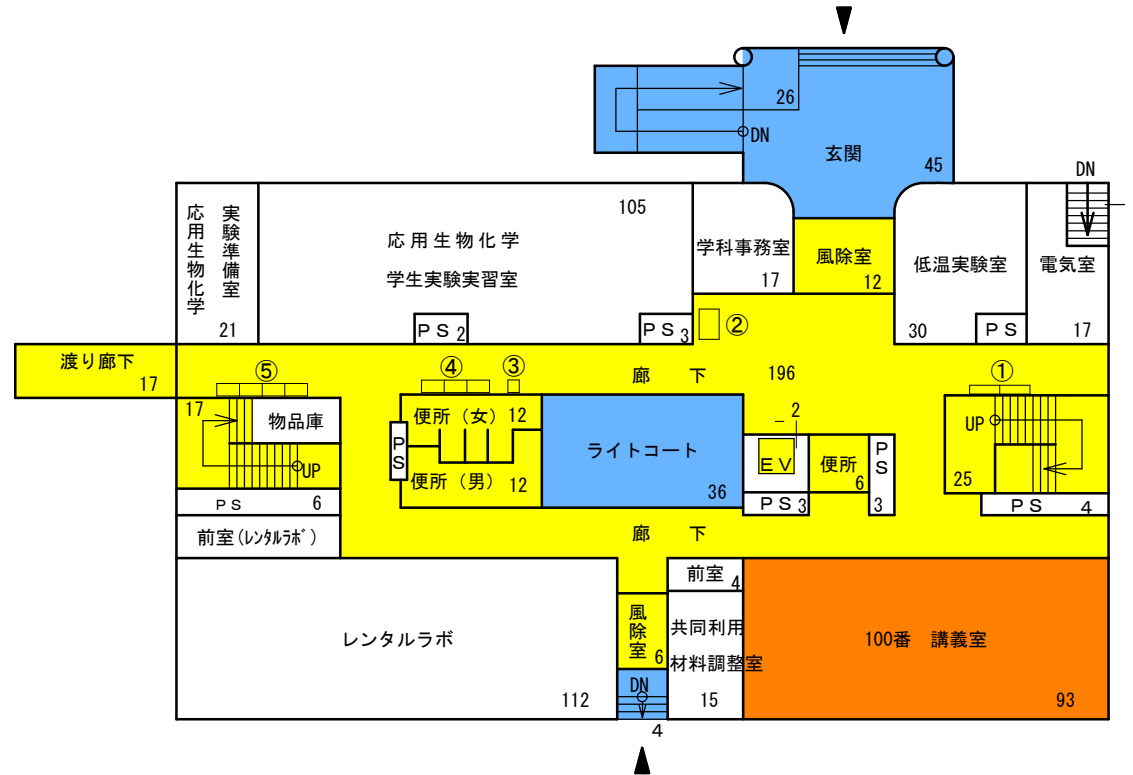 26
DN
玄関
45
DN
応用生物化学
実験準備室
21
105
応用生物化学
学生実験実習室
PS 2
PS 3
学科事務室
17
風除室
12
低温実験室
30
PS
電気室
17
②
渡り廊下
17
⑤
④
③
廊下
196
①
17
物品庫
UP
PS
6
前室(レンタルラボ)
便所(女)
12
PS
便所(男)
12
ライトコート
36
2
EV
便所
6
PS 3
PS
3
UP
25
PS
4
廊下
前室
4
レンタルラボ
112
風除室
6
DN
4
共同利用
材料調整室
15
100番 講義室
93